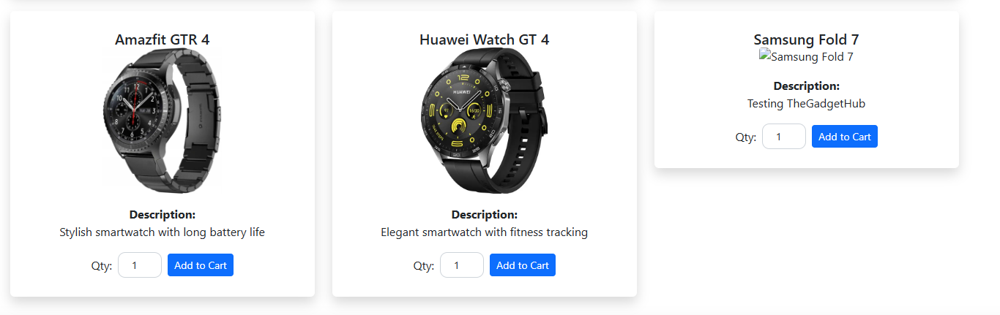 Amazfit GTR 4
Description:
Stylish smartwatch with long battery life
Qty: 1 Add to Cart
Huawei Watch GT 4
HUAWEI
Description:
Elegant smartwatch with fitness tracking
Qty: 1 Add to Cart
Samsung Fold 7
Samsung Fold 7
Description:
Testing TheGadgetHub
Qty: 1 Add to Cart